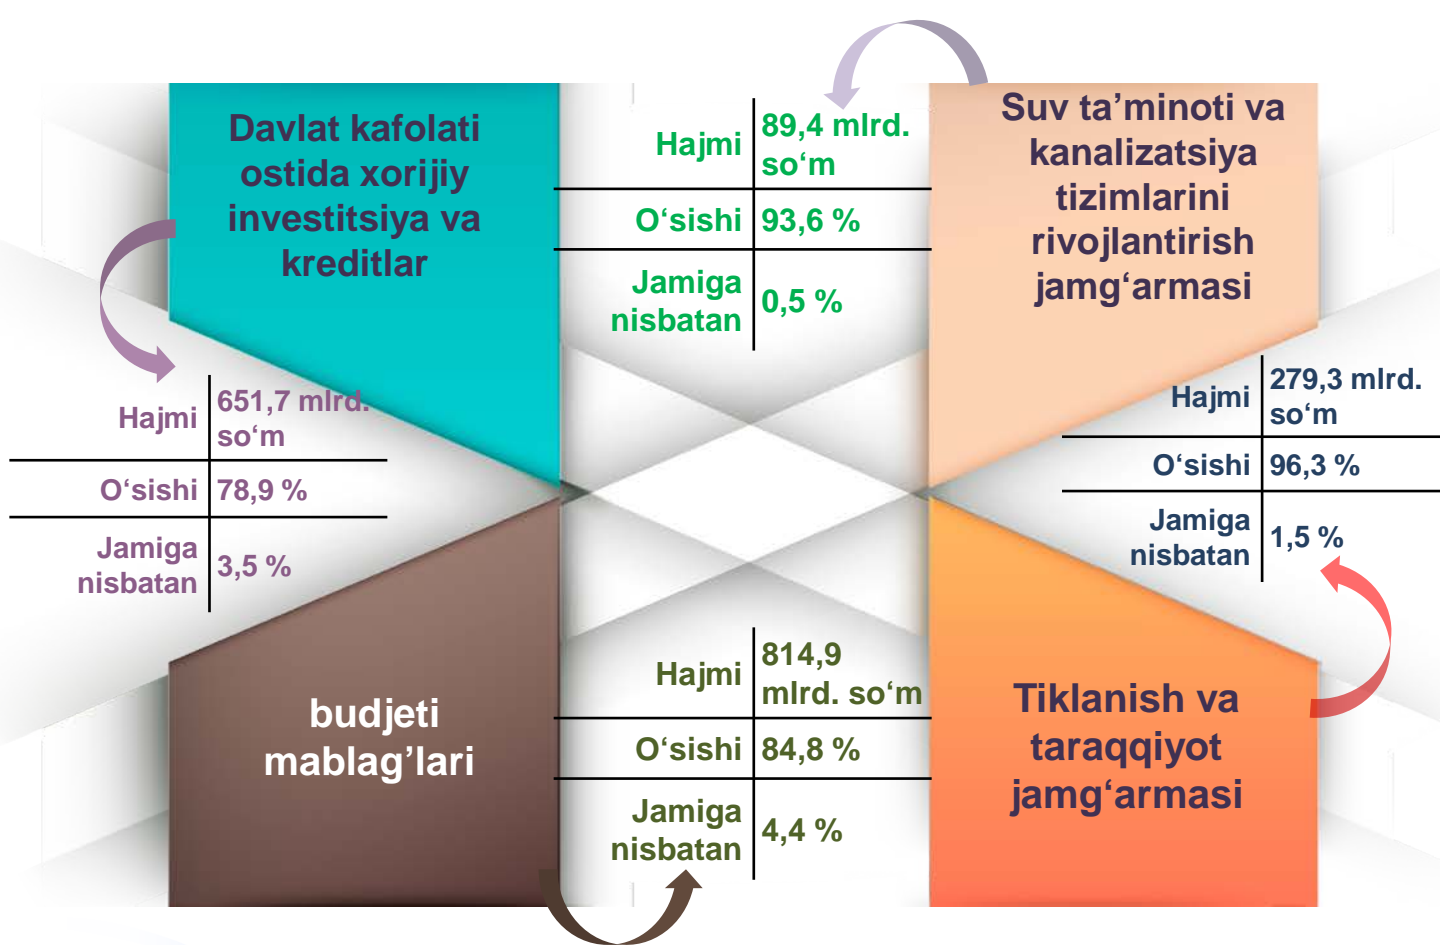 Davlat kafolati
ostida xorijiy
investitsiya va
kreditlar
Hajmi
89,4 mlrd.
so‘m
O‘sishi
93,6 %
Jamiga
nisbatan
0,5 %
Suv ta’minoti va
kanalizatsiya
tizimlarini
rivojlantirish
jamg‘armasi
Hajmi
651,7 mlrd.
so‘m
O‘sishi
78,9 %
Jamiga
nisbatan
3,5 %
Hajmi
279,3 mlrd.
so‘m
O‘sishi
96,3 %
Jamiga
nisbatan
1,5 %
budjeti
mablag’lari
Hajmi
814,9
mlrd. so‘m
O‘sishi
84,8 %
Jamiga
nisbatan
4,4 %
Tiklanish va
taraqqiyot
jamg‘armasi